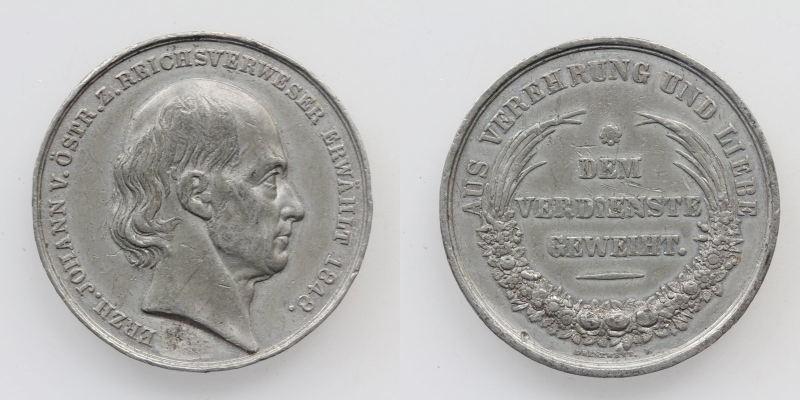 ERZH. JOHANN V. ÖSTR. Z. REICHSVERWESER ERWÄHLT 1848.
AUS VEREHRUNG UND LIEBE
DEM
VERDIENSTE
GEWEIHT.